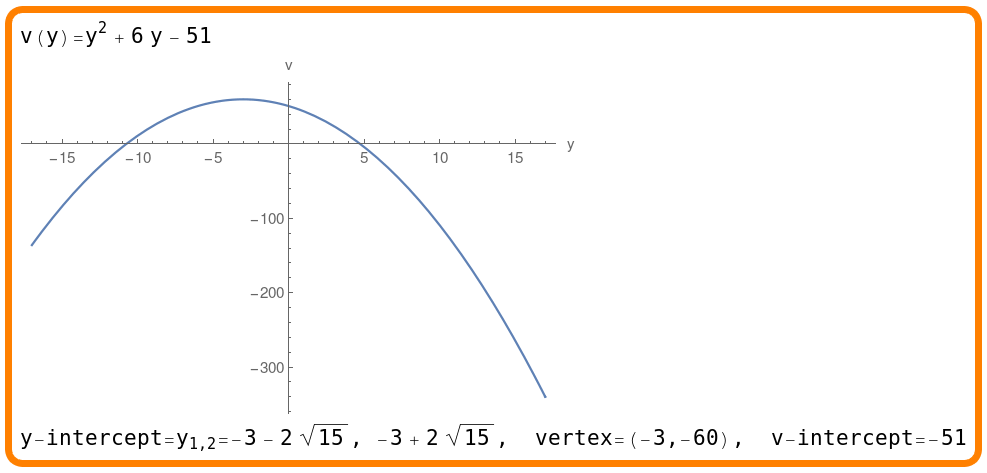 v(y)=y² + 6 y − 51
v
y
−15 −10 −5 5 10 15
−100
−200
−300
y−intercept=y₁,₂=−3 − 2 √15, −3 + 2 √15, vertex=(−3,−60), v−intercept=−51